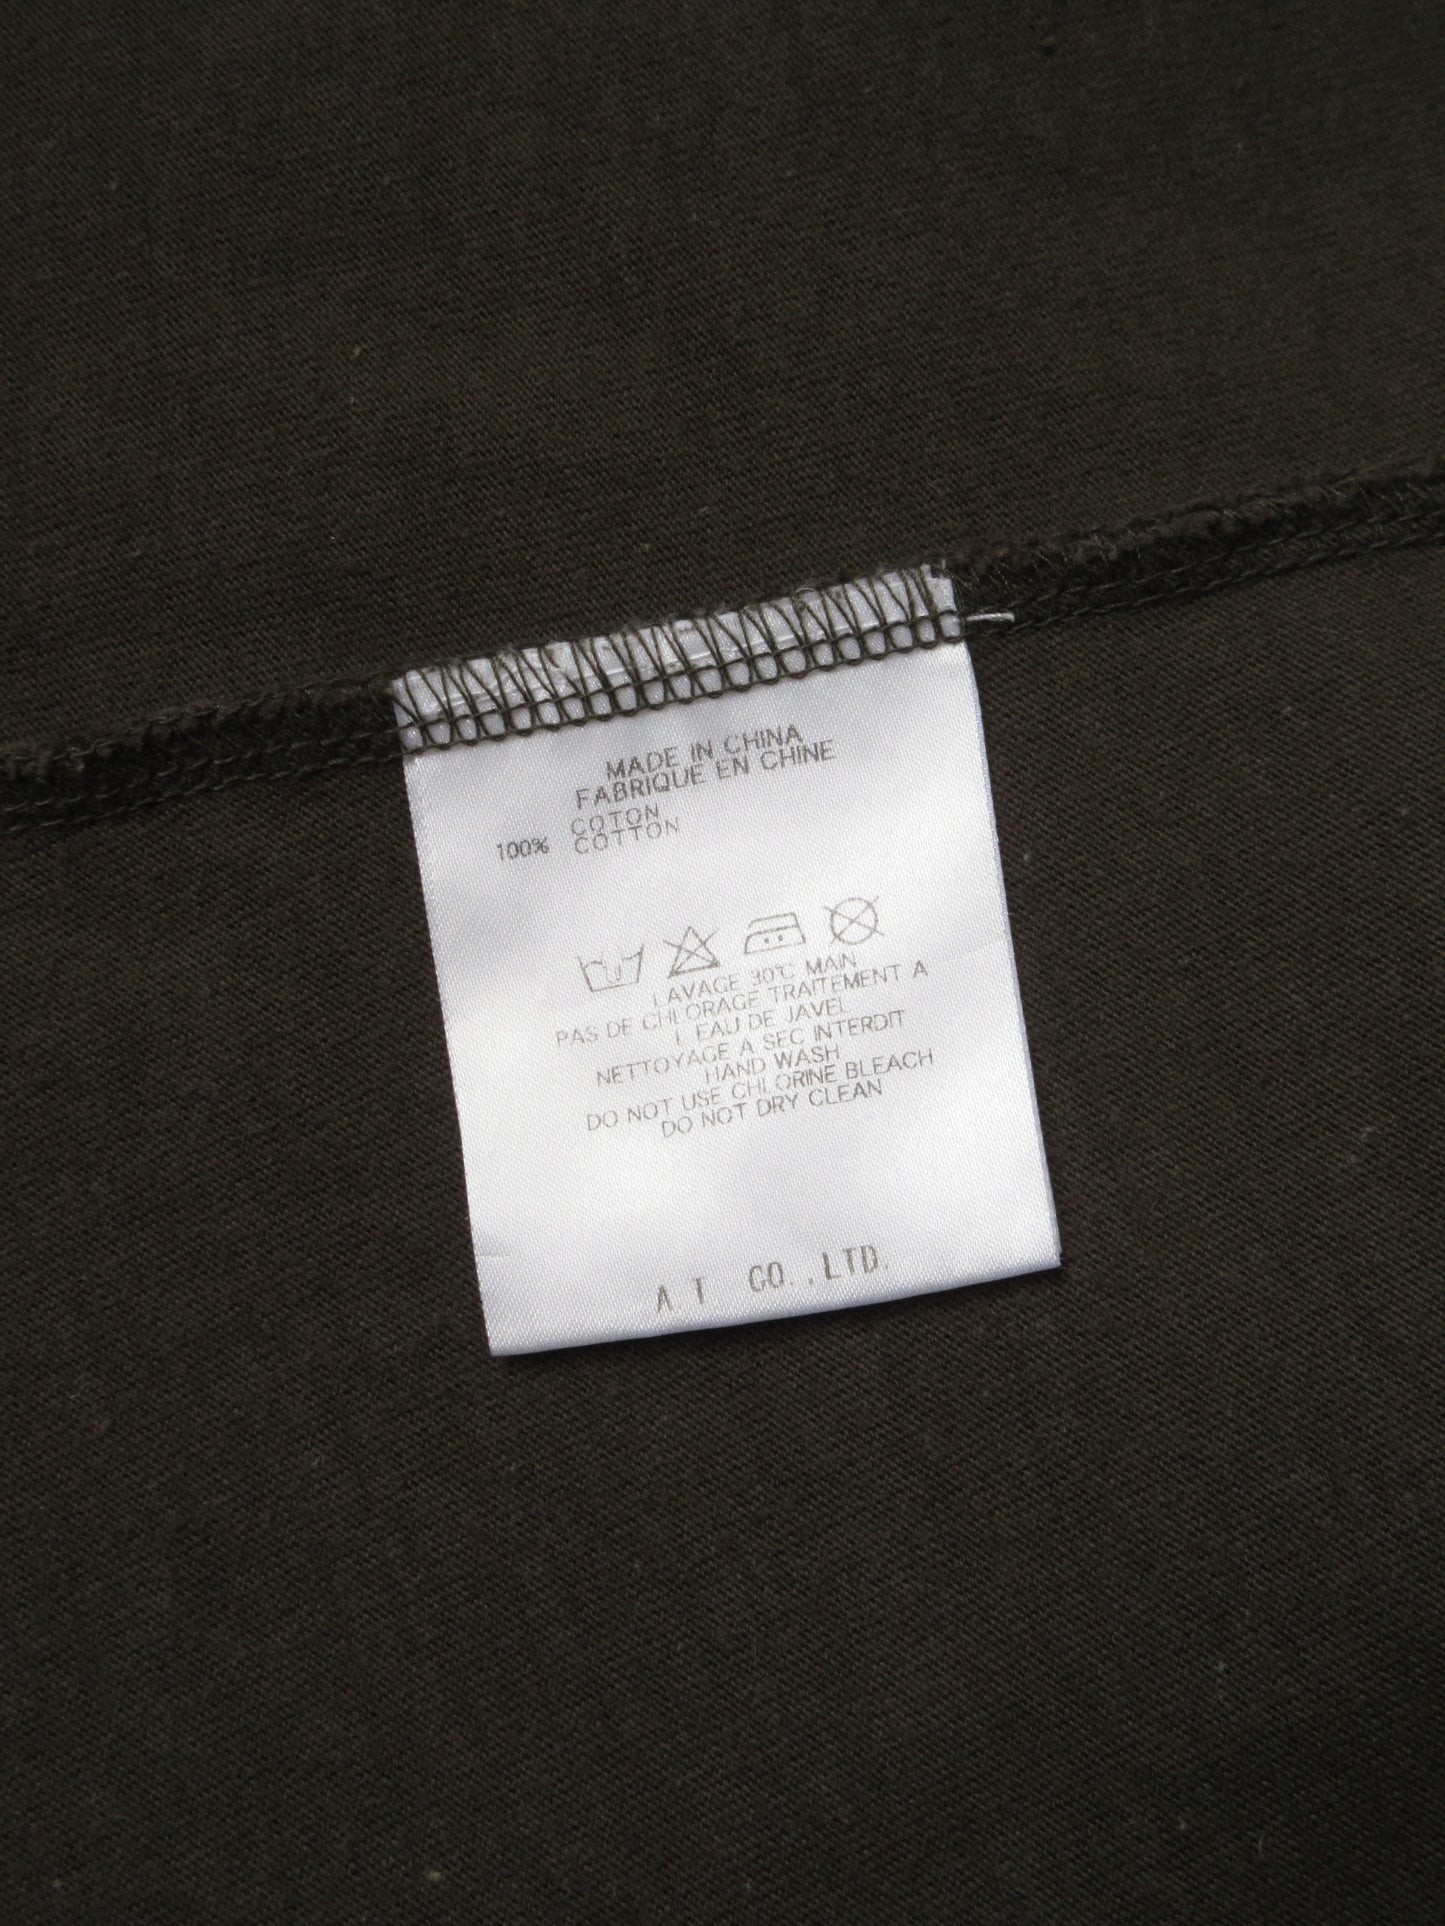 MADE IN CHINA
FABRIQUE EN CHINE
COTON
100% COTTON
LAVAGE 30℃ MAIN
PAS DE CHLORAGE TRAITEMENT A
L EAU DE JAVEL
NETTOYAGE A SEC INTERDIT
HAND WASH
DO NOT USE CHLORINE BLEACH
DO NOT DRY CLEAN
A.T CO.,LTD.